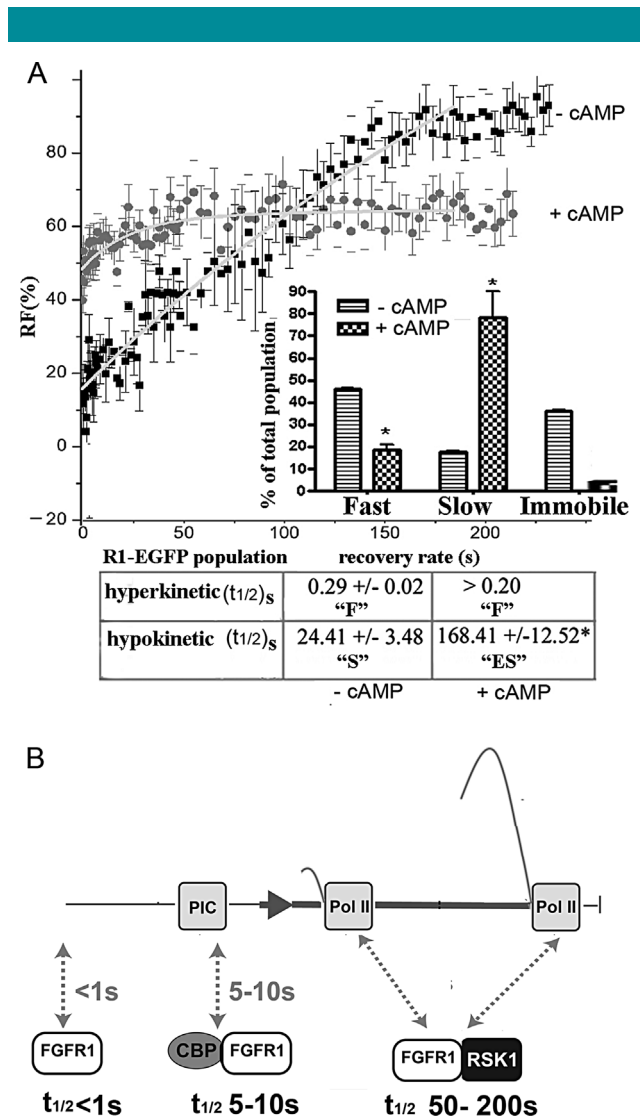 A
RF(%)
80
60
40
20
0
−20
0
50
100
150
200
- cAMP
+ cAMP
% of total population
90
80
70
60
50
40
30
20
10
0
- cAMP
+ cAMP
*
*
Fast Slow Immobile
R1-EGFP population recovery rate (s)
hyperkinetic (t1/2)s 0.29 +/- 0.02 > 0.20
“F” “F”
hypokinetic (t1/2)s 24.41 +/- 3.48 168.41 +/-12.52*
“S” “ES”
- cAMP + cAMP
B
PIC Pol II Pol II
<1s 5-10s
FGFR1 CBP FGFR1 FGFR1 RSK1
t1/2<1s t1/2 5-10s t1/2 50- 200s